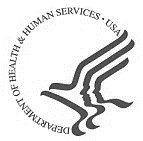 DEPARTMENT OF HEALTH & HUMAN SERVICES • USA